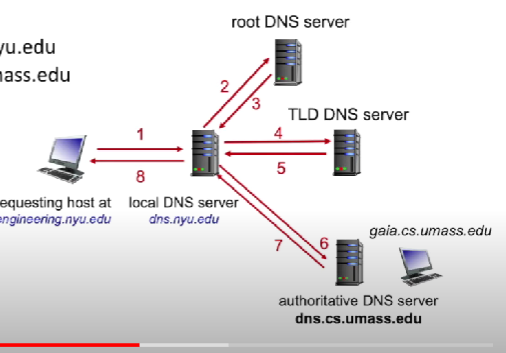 root DNS server
yu.edu
mass.edu
2
3
TLD DNS server
1
4
5
8
equesting host at
engineering.nyu.edu
local DNS server
dns.nyu.edu
6
7
gaia.cs.umass.edu
authoritative DNS server
dns.cs.umass.edu